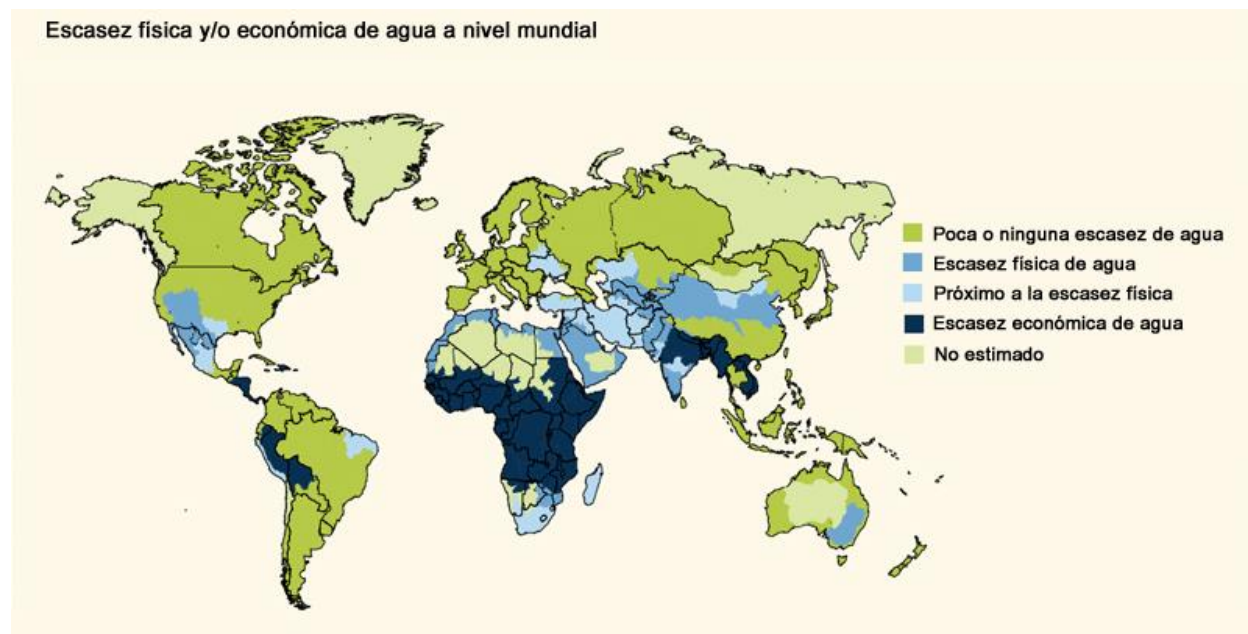 Escasez física y/o económica de agua a nivel mundial
Poca o ninguna escasez de agua
Escasez física de agua
Próximo a la escasez física
Escasez económica de agua
No estimado